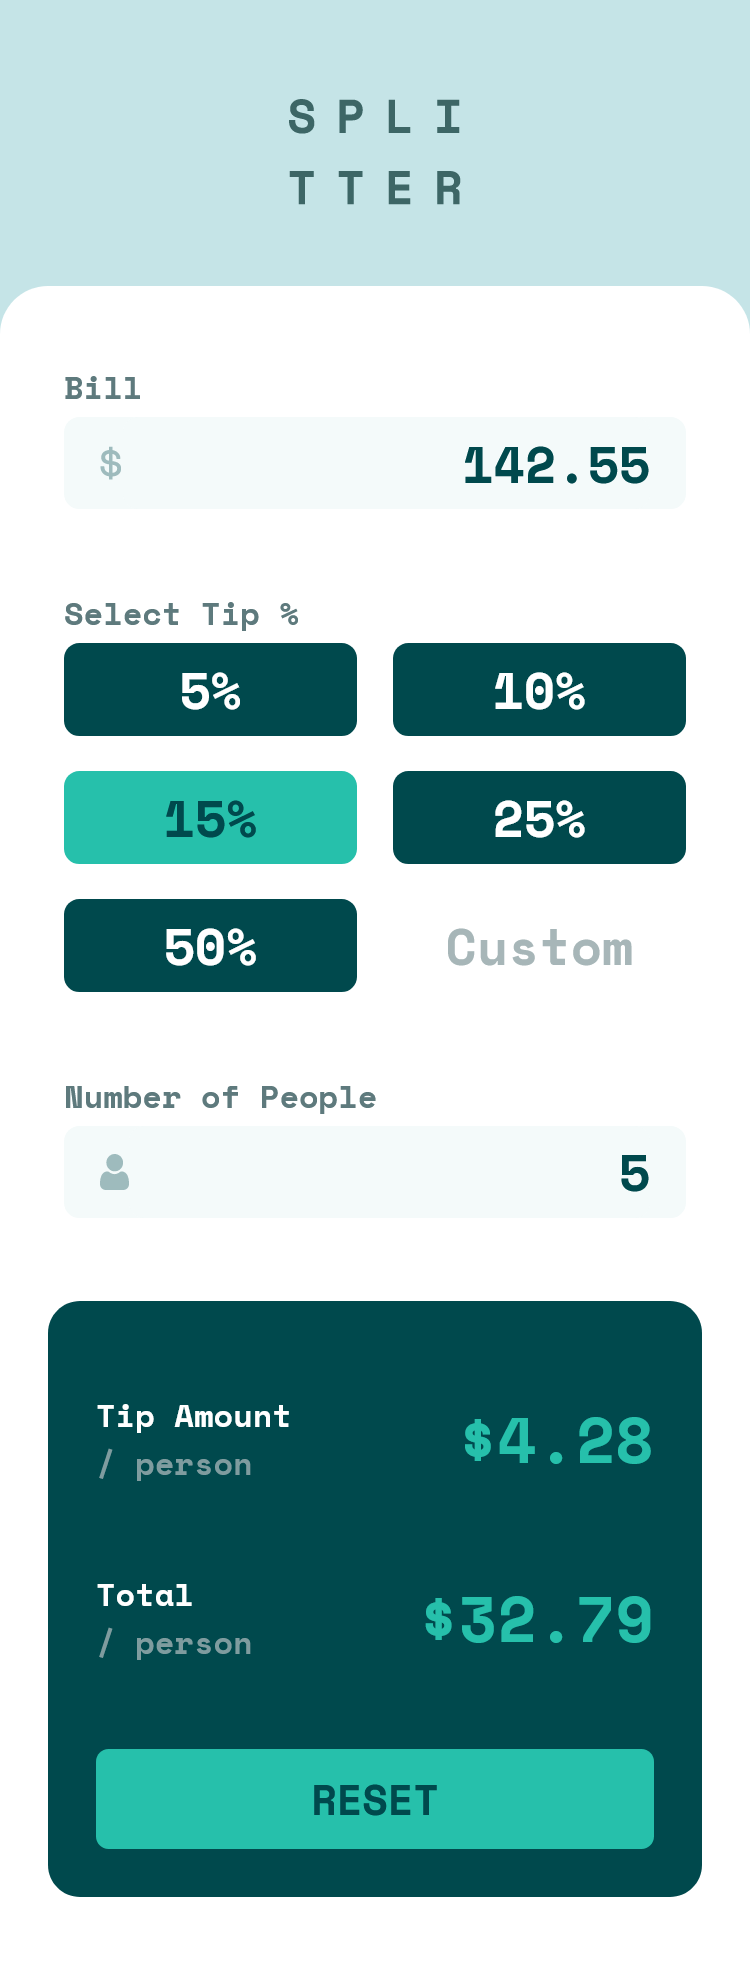 SPLI
TTER
Bill
$ 142.55
Select Tip %
5% 10%
15% 25%
50% Custom
Number of People
5
Tip Amount
/ person
$4.28
Total
/ person
$32.79
RESET